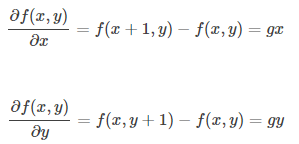 ∂f(x,y)/∂x = f(x + 1, y) − f(x, y) = gx
∂f(x,y)/∂y = f(x, y + 1) − f(x, y) = gy